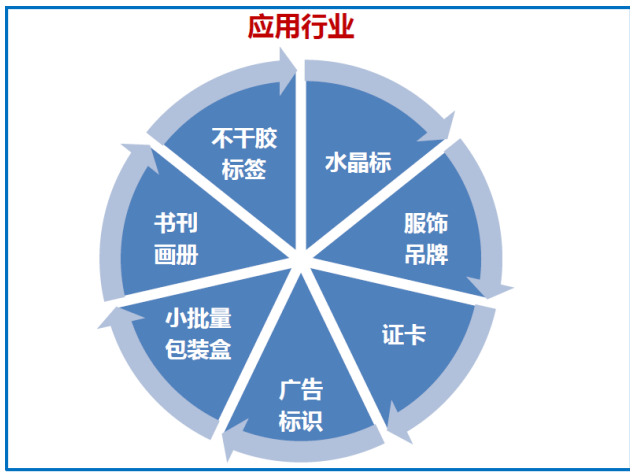 应用行业
水晶标
服饰
吊牌
证卡
广告
标识
小批量
包装盒
书刊
画册
不干胶
标签